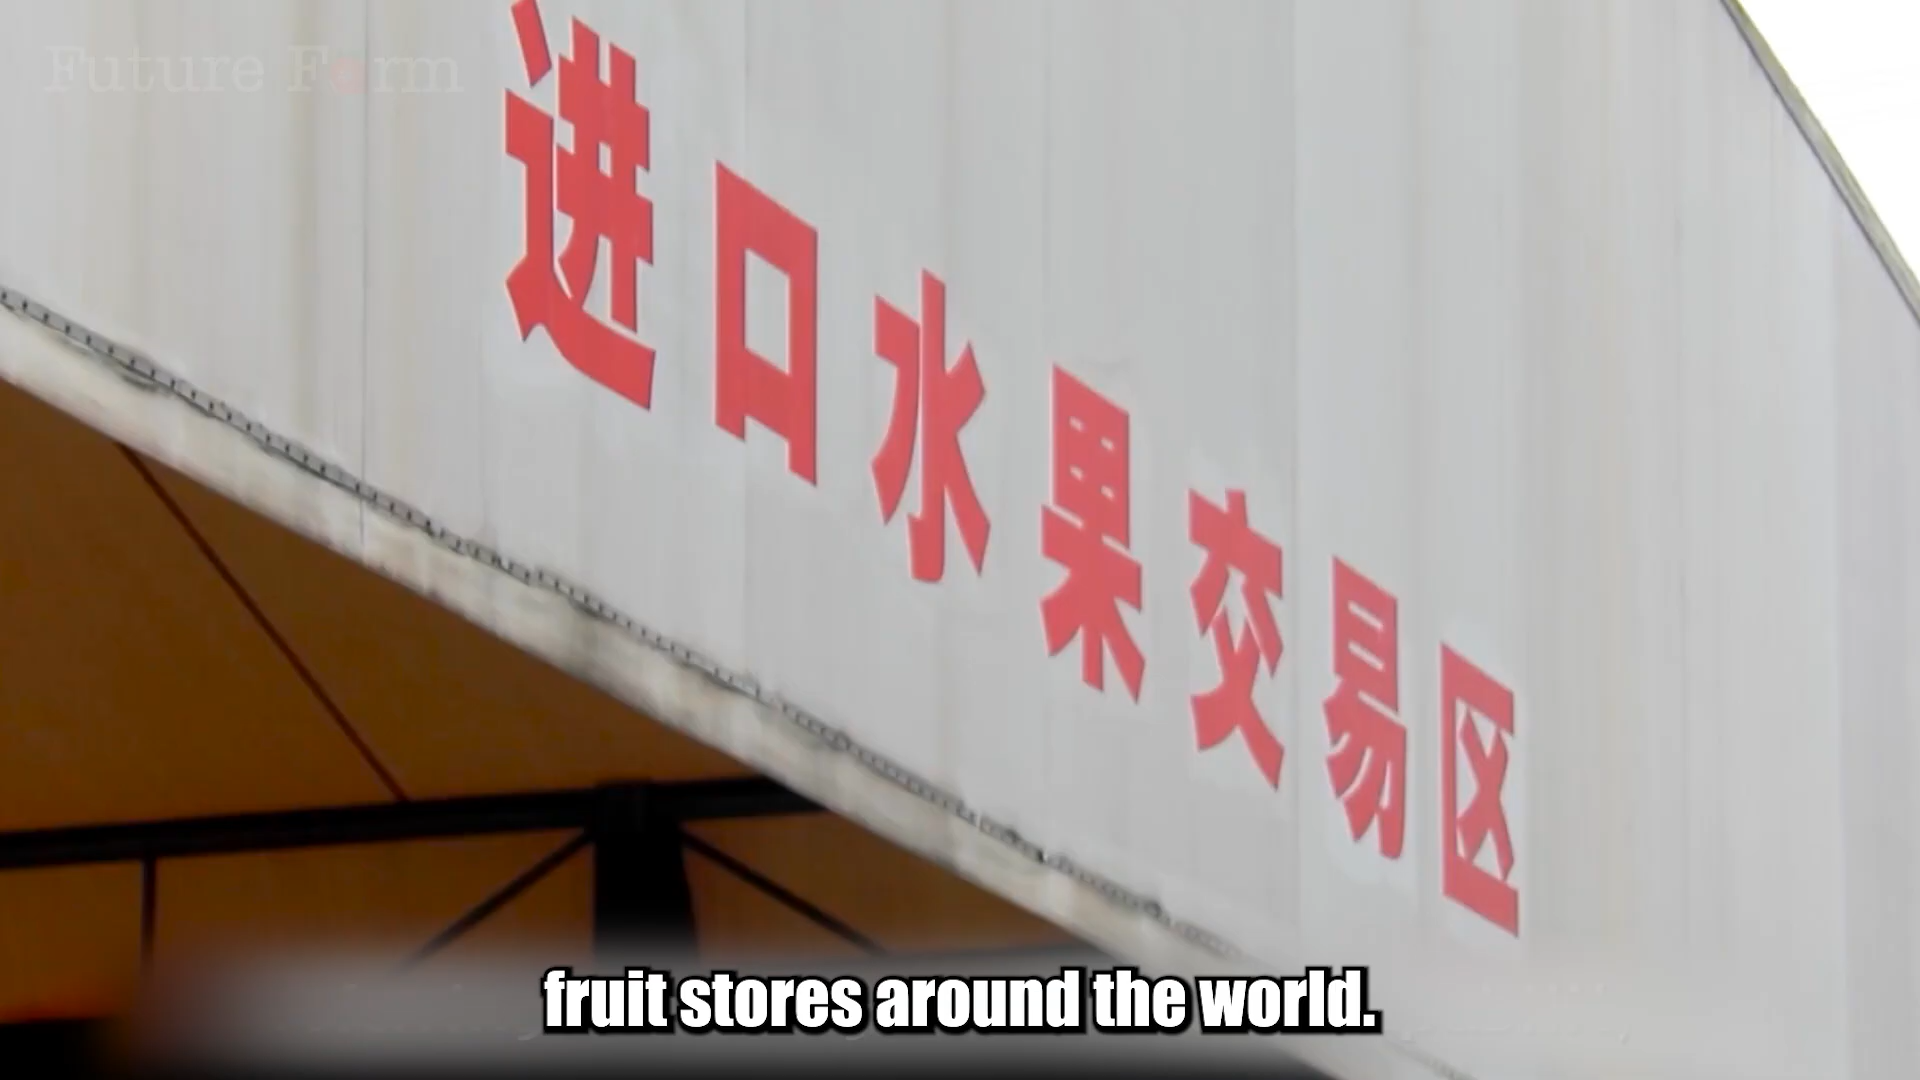 Future Farm
进口水果交易区
fruit stores around the world.